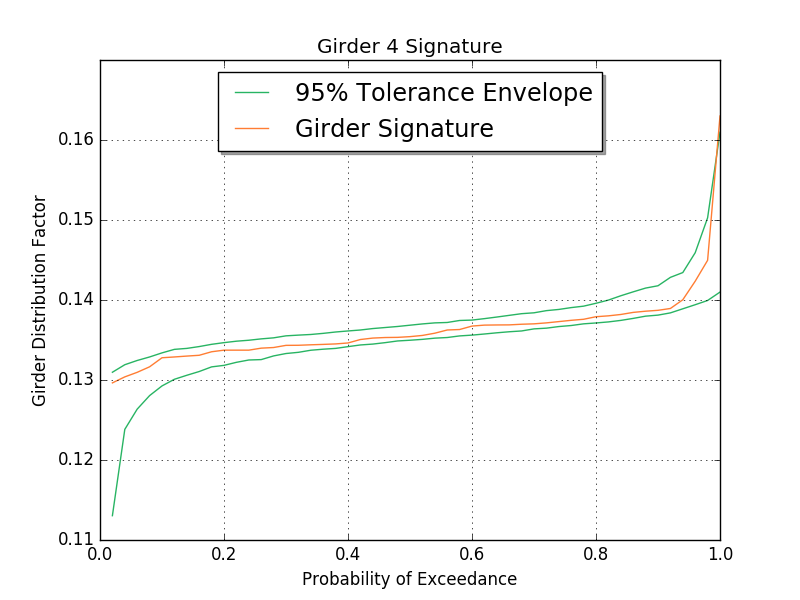 Girder 4 Signature
95% Tolerance Envelope
Girder Signature
0.16
0.15
0.14
0.13
0.12
0.11
Girder Distribution Factor
0.0 0.2 0.4 0.6 0.8 1.0
Probability of Exceedance